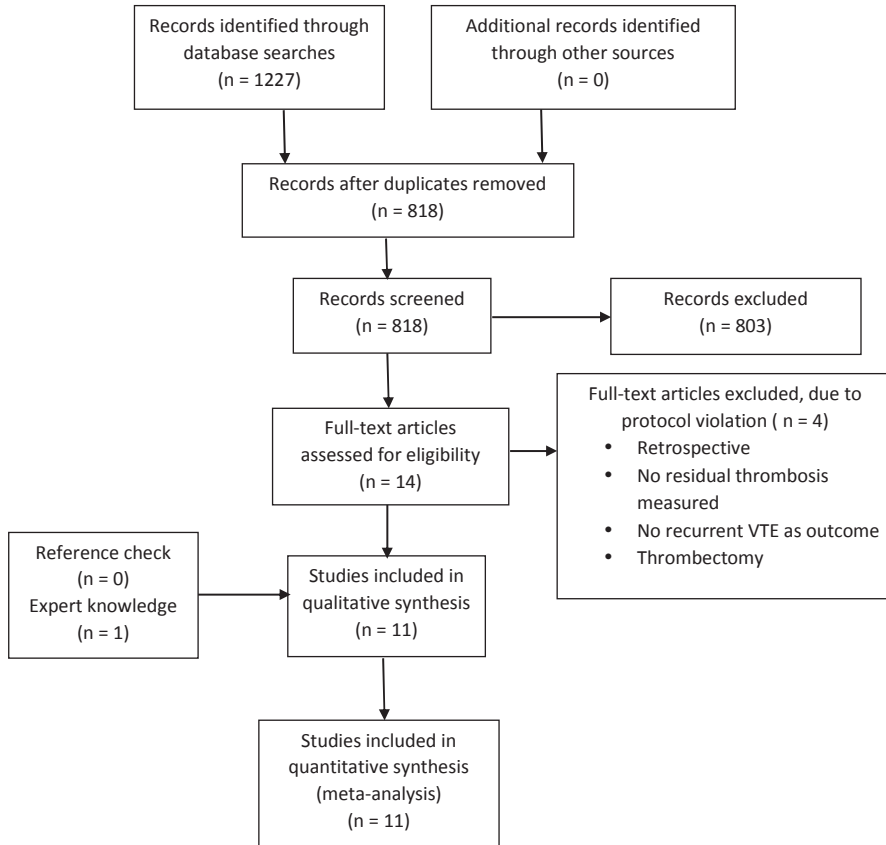 Records identified through
database searches
(n = 1227)
Additional records identified
through other sources
(n = 0)
Records after duplicates removed
(n = 818)
Records screened
(n = 818)
Records excluded
(n = 803)
Full-text articles
assessed for eligibility
(n = 14)
Full-text articles excluded, due to
protocol violation ( n = 4)
• Retrospective
• No residual thrombosis
measured
• No recurrent VTE as outcome
• Thrombectomy
Reference check
(n = 0)
Expert knowledge
(n = 1)
Studies included in
qualitative synthesis
(n = 11)
Studies included in
quantitative synthesis
(meta-analysis)
(n = 11)